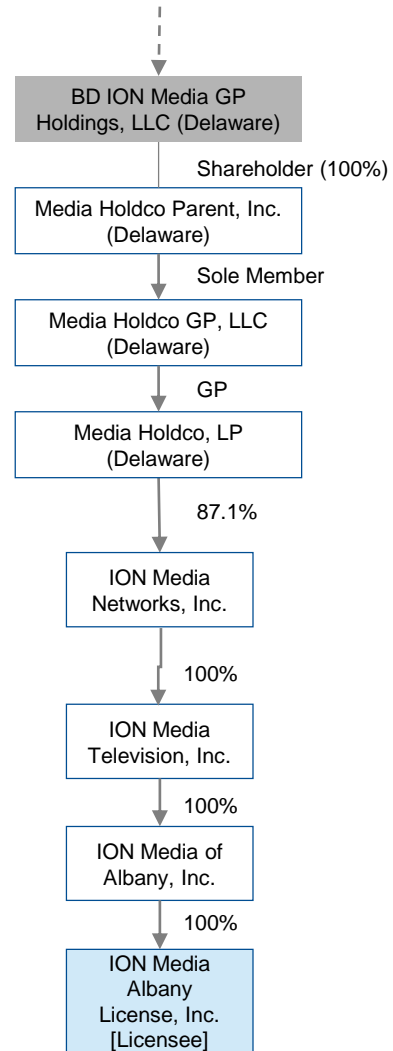 BD ION Media GP
Holdings, LLC (Delaware)
Shareholder (100%)
Media Holdco Parent, Inc.
(Delaware)
Sole Member
Media Holdco GP, LLC
(Delaware)
GP
Media Holdco, LP
(Delaware)
87.1%
ION Media
Networks, Inc.
100%
ION Media
Television, Inc.
100%
ION Media of
Albany, Inc.
100%
ION Media
Albany
License, Inc.
[Licensee]